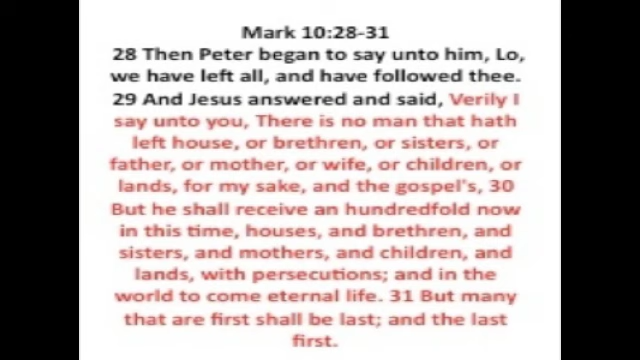 Mark 10:28-31
28 Then Peter began to say unto him, Lo,
we have left all, and have followed thee.
29 And Jesus answered and said, Verily I
say unto you, There is no man that hath
left house, or brethren, or sisters, or
father, or mother, or wife, or children, or
lands, for my sake, and the gospel's, 30
But he shall receive an hundredfold now
in this time, houses, and brethren, and
sisters, and mothers, and children, and
lands, with persecutions; and in the
world to come eternal life. 31 But many
that are first shall be last; and the last
first.